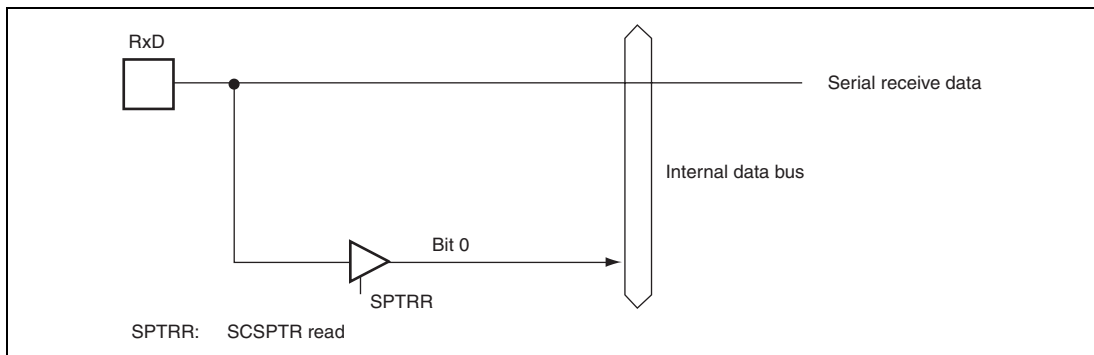 RxD
Serial receive data
Internal data bus
Bit 0
SPTRR
SPTRR: SCSPTR read